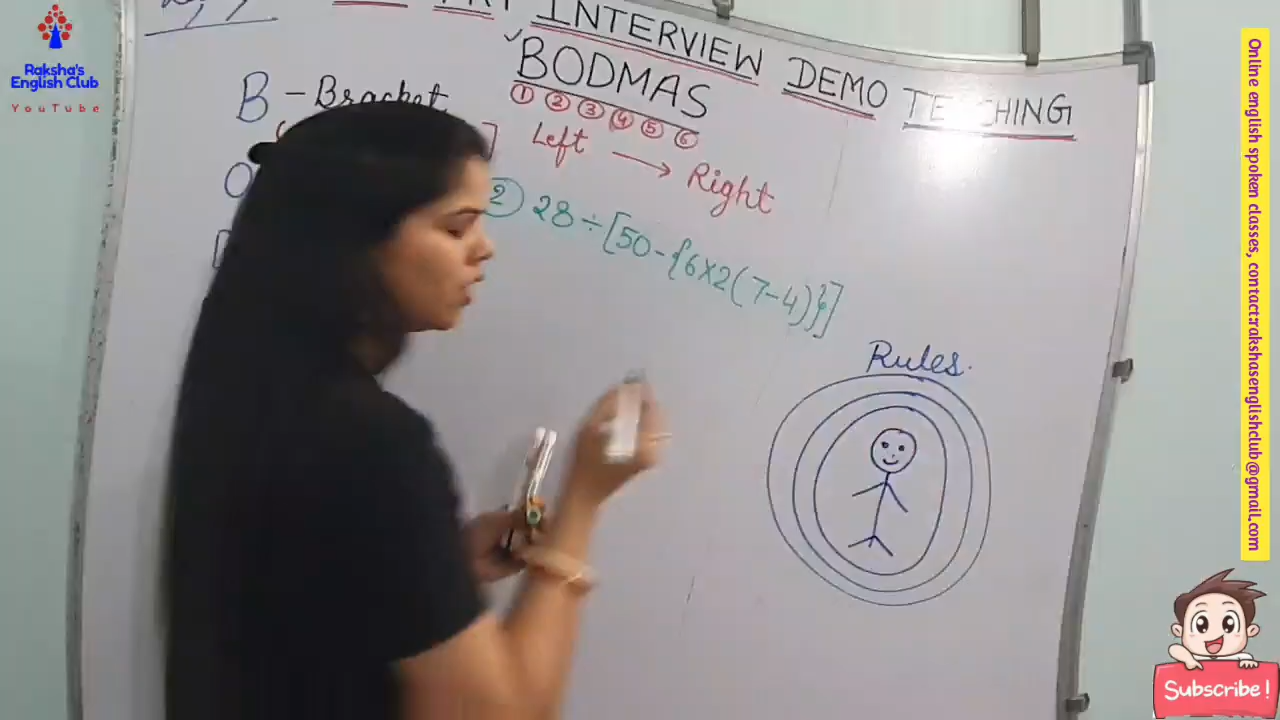 Raksha's
English Club
YouTube
INTERVIEW DEMO TEACHING
BODMAS
1 2 3 4 5 6
B - Bracket
]
Left → Right
O
② 28÷[50-{6×2(7-4)}]
Rules.
Online english spoken classes, contact:rakshasenglishclub@gmail.com
Subscribe!